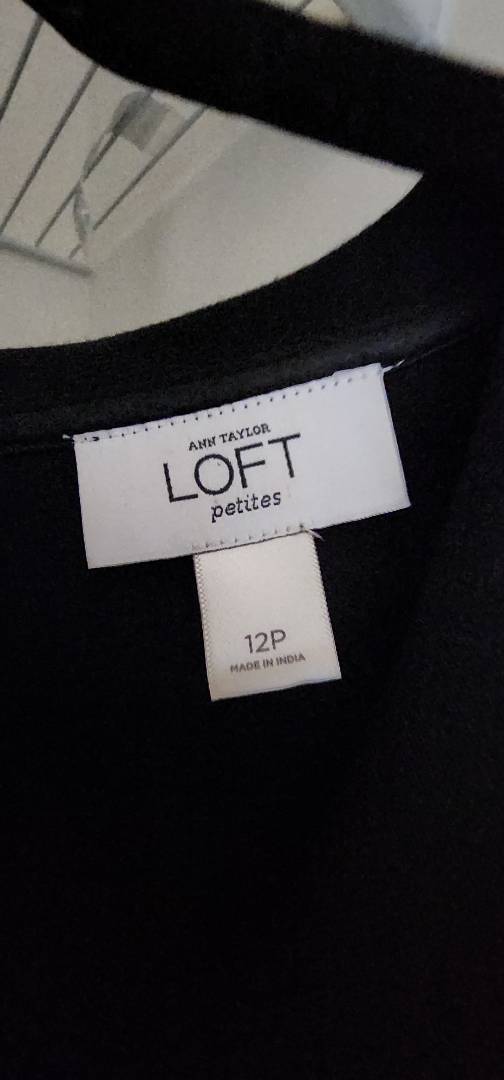 ANN TAYLOR
LOFT
petites
12P
MADE IN INDIA